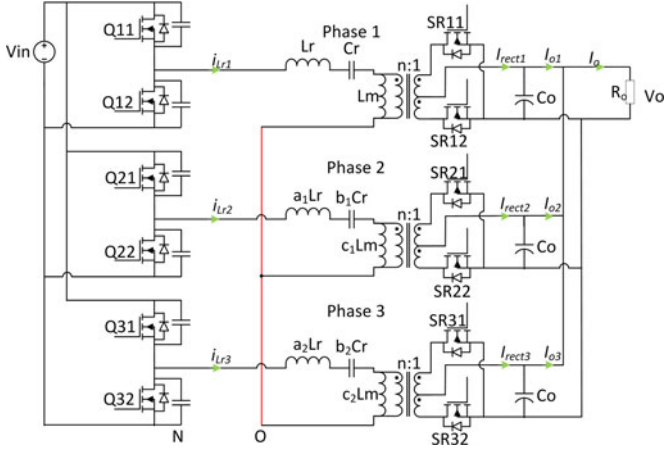 Phase 1
SR11
Q11
Lr
Cr
n:1
Vin
iLr1
Irect1
Io1
Io
Lm
Ro
Vo
Q12
Co
SR12
Phase 2
SR21
Q21
a1Lr
b1Cr
n:1
iLr2
Irect2
Io2
Q22
c1Lm
Co
SR22
Phase 3
SR31
Q31
a2Lr
b2Cr
n:1
iLr3
Irect3
Io3
Q32
c2Lm
Co
N
O
SR32